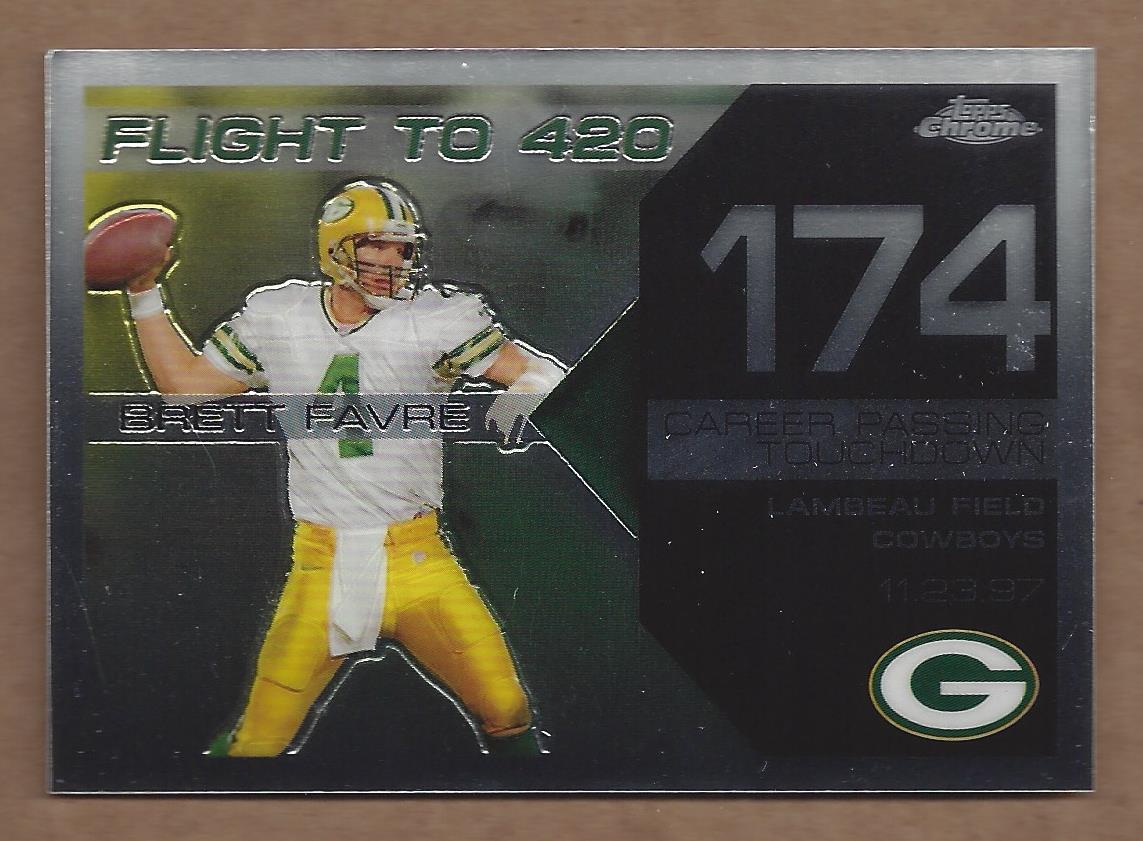 FLIGHT TO 420
Topps
Chrome
174
BRETT FAVRE
4
CAREER PASSING
TOUCHDOWN
LAMBEAU FIELD
COWBOYS
11.23.97
G